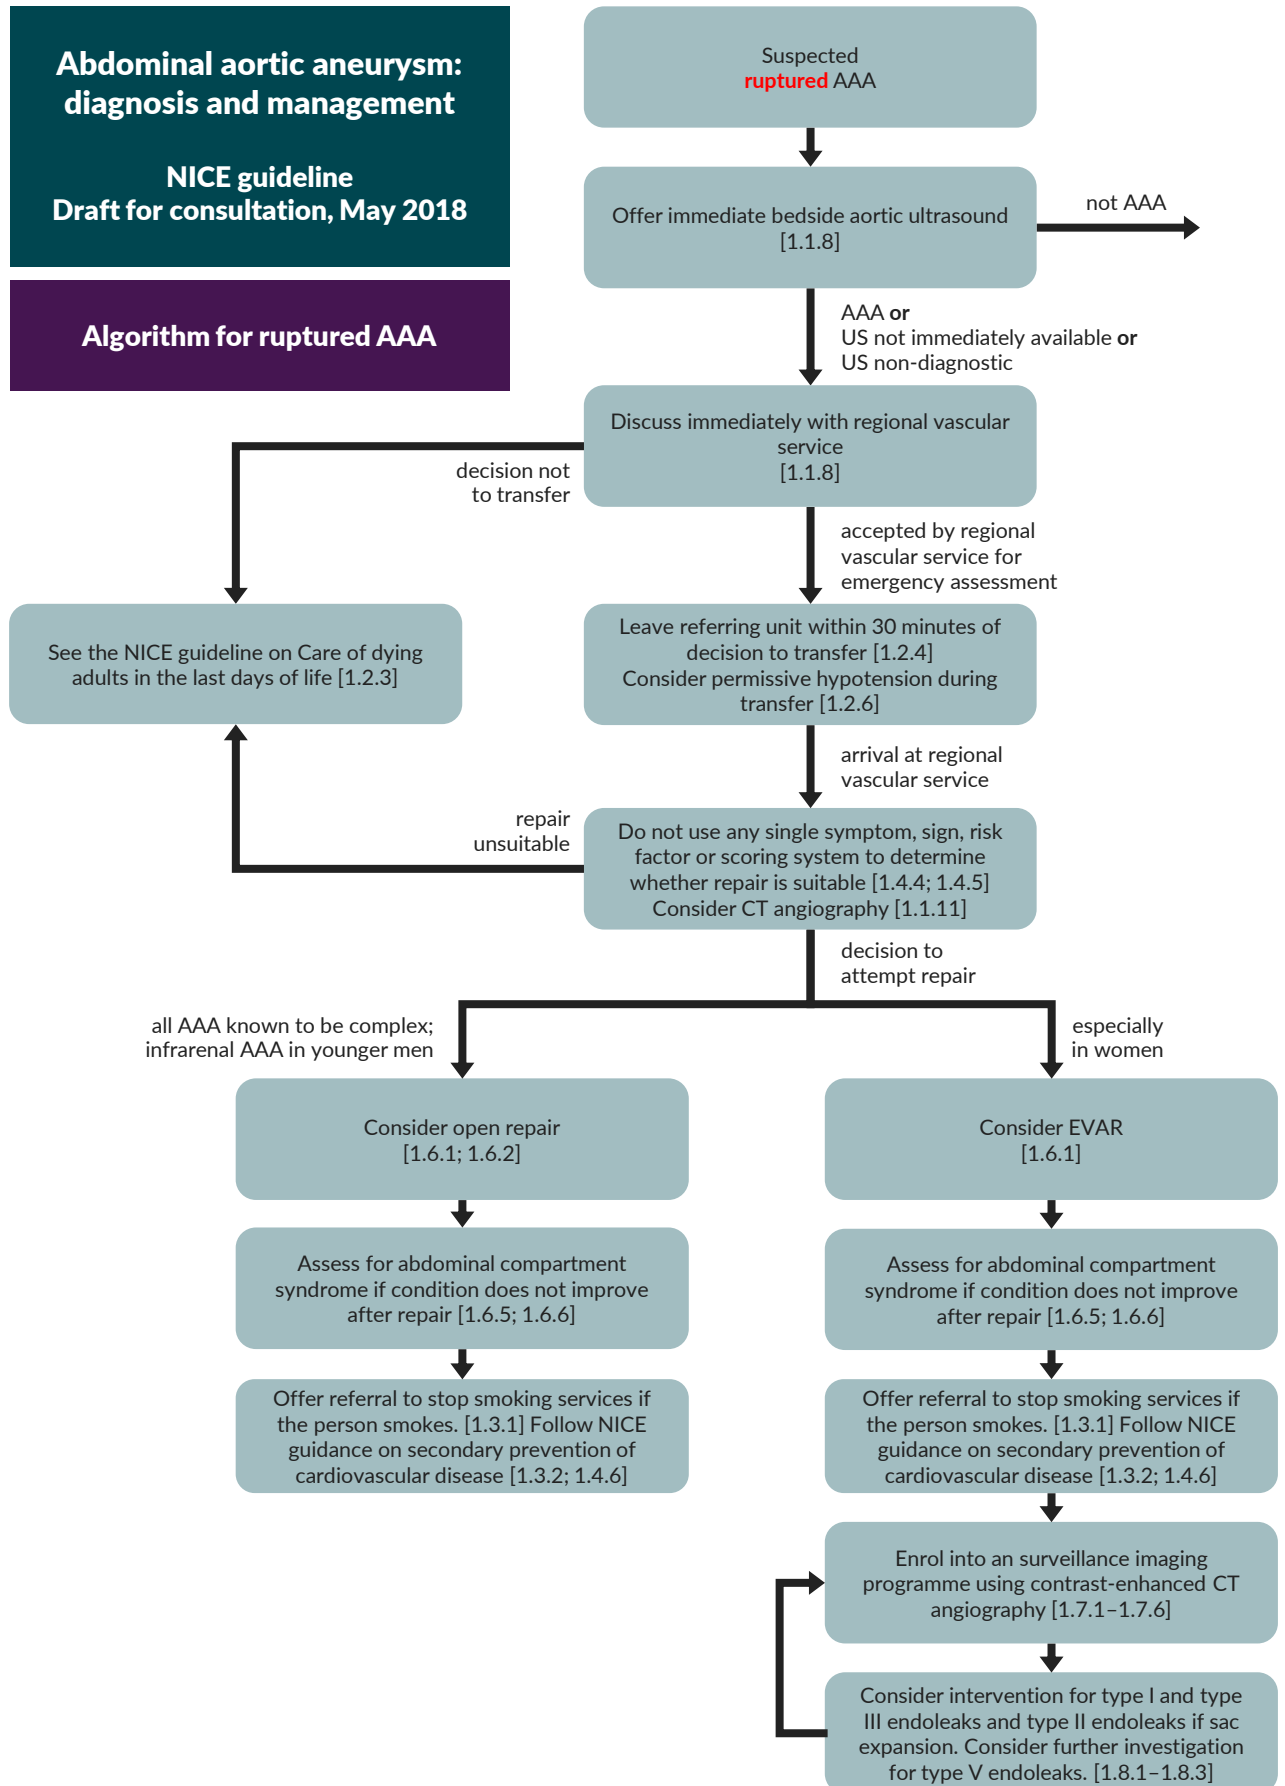 Abdominal aortic aneurysm:
diagnosis and management
NICE guideline
Draft for consultation, May 2018
Algorithm for ruptured AAA
Suspected
ruptured AAA
Offer immediate bedside aortic ultrasound
[1.1.8]
not AAA
AAA or
US not immediately available or
US non-diagnostic
Discuss immediately with regional vascular
service
[1.1.8]
decision not
to transfer
accepted by regional
vascular service for
emergency assessment
See the NICE guideline on Care of dying
adults in the last days of life [1.2.3]
Leave referring unit within 30 minutes of
decision to transfer [1.2.4]
Consider permissive hypotension during
transfer [1.2.6]
arrival at regional
vascular service
repair
unsuitable
Do not use any single symptom, sign, risk
factor or scoring system to determine
whether repair is suitable [1.4.4; 1.4.5]
Consider CT angiography [1.1.11]
decision to
attempt repair
all AAA known to be complex;
infrarenal AAA in younger men
especially
in women
Consider open repair
[1.6.1; 1.6.2]
Consider EVAR
[1.6.1]
Assess for abdominal compartment
syndrome if condition does not improve
after repair [1.6.5; 1.6.6]
Assess for abdominal compartment
syndrome if condition does not improve
after repair [1.6.5; 1.6.6]
Offer referral to stop smoking services if
the person smokes. [1.3.1] Follow NICE
guidance on secondary prevention of
cardiovascular disease [1.3.2; 1.4.6]
Offer referral to stop smoking services if
the person smokes. [1.3.1] Follow NICE
guidance on secondary prevention of
cardiovascular disease [1.3.2; 1.4.6]
Enrol into an surveillance imaging
programme using contrast-enhanced CT
angiography [1.7.1–1.7.6]
Consider intervention for type I and type
III endoleaks and type II endoleaks if sac
expansion. Consider further investigation
for type V endoleaks. [1.8.1–1.8.3]